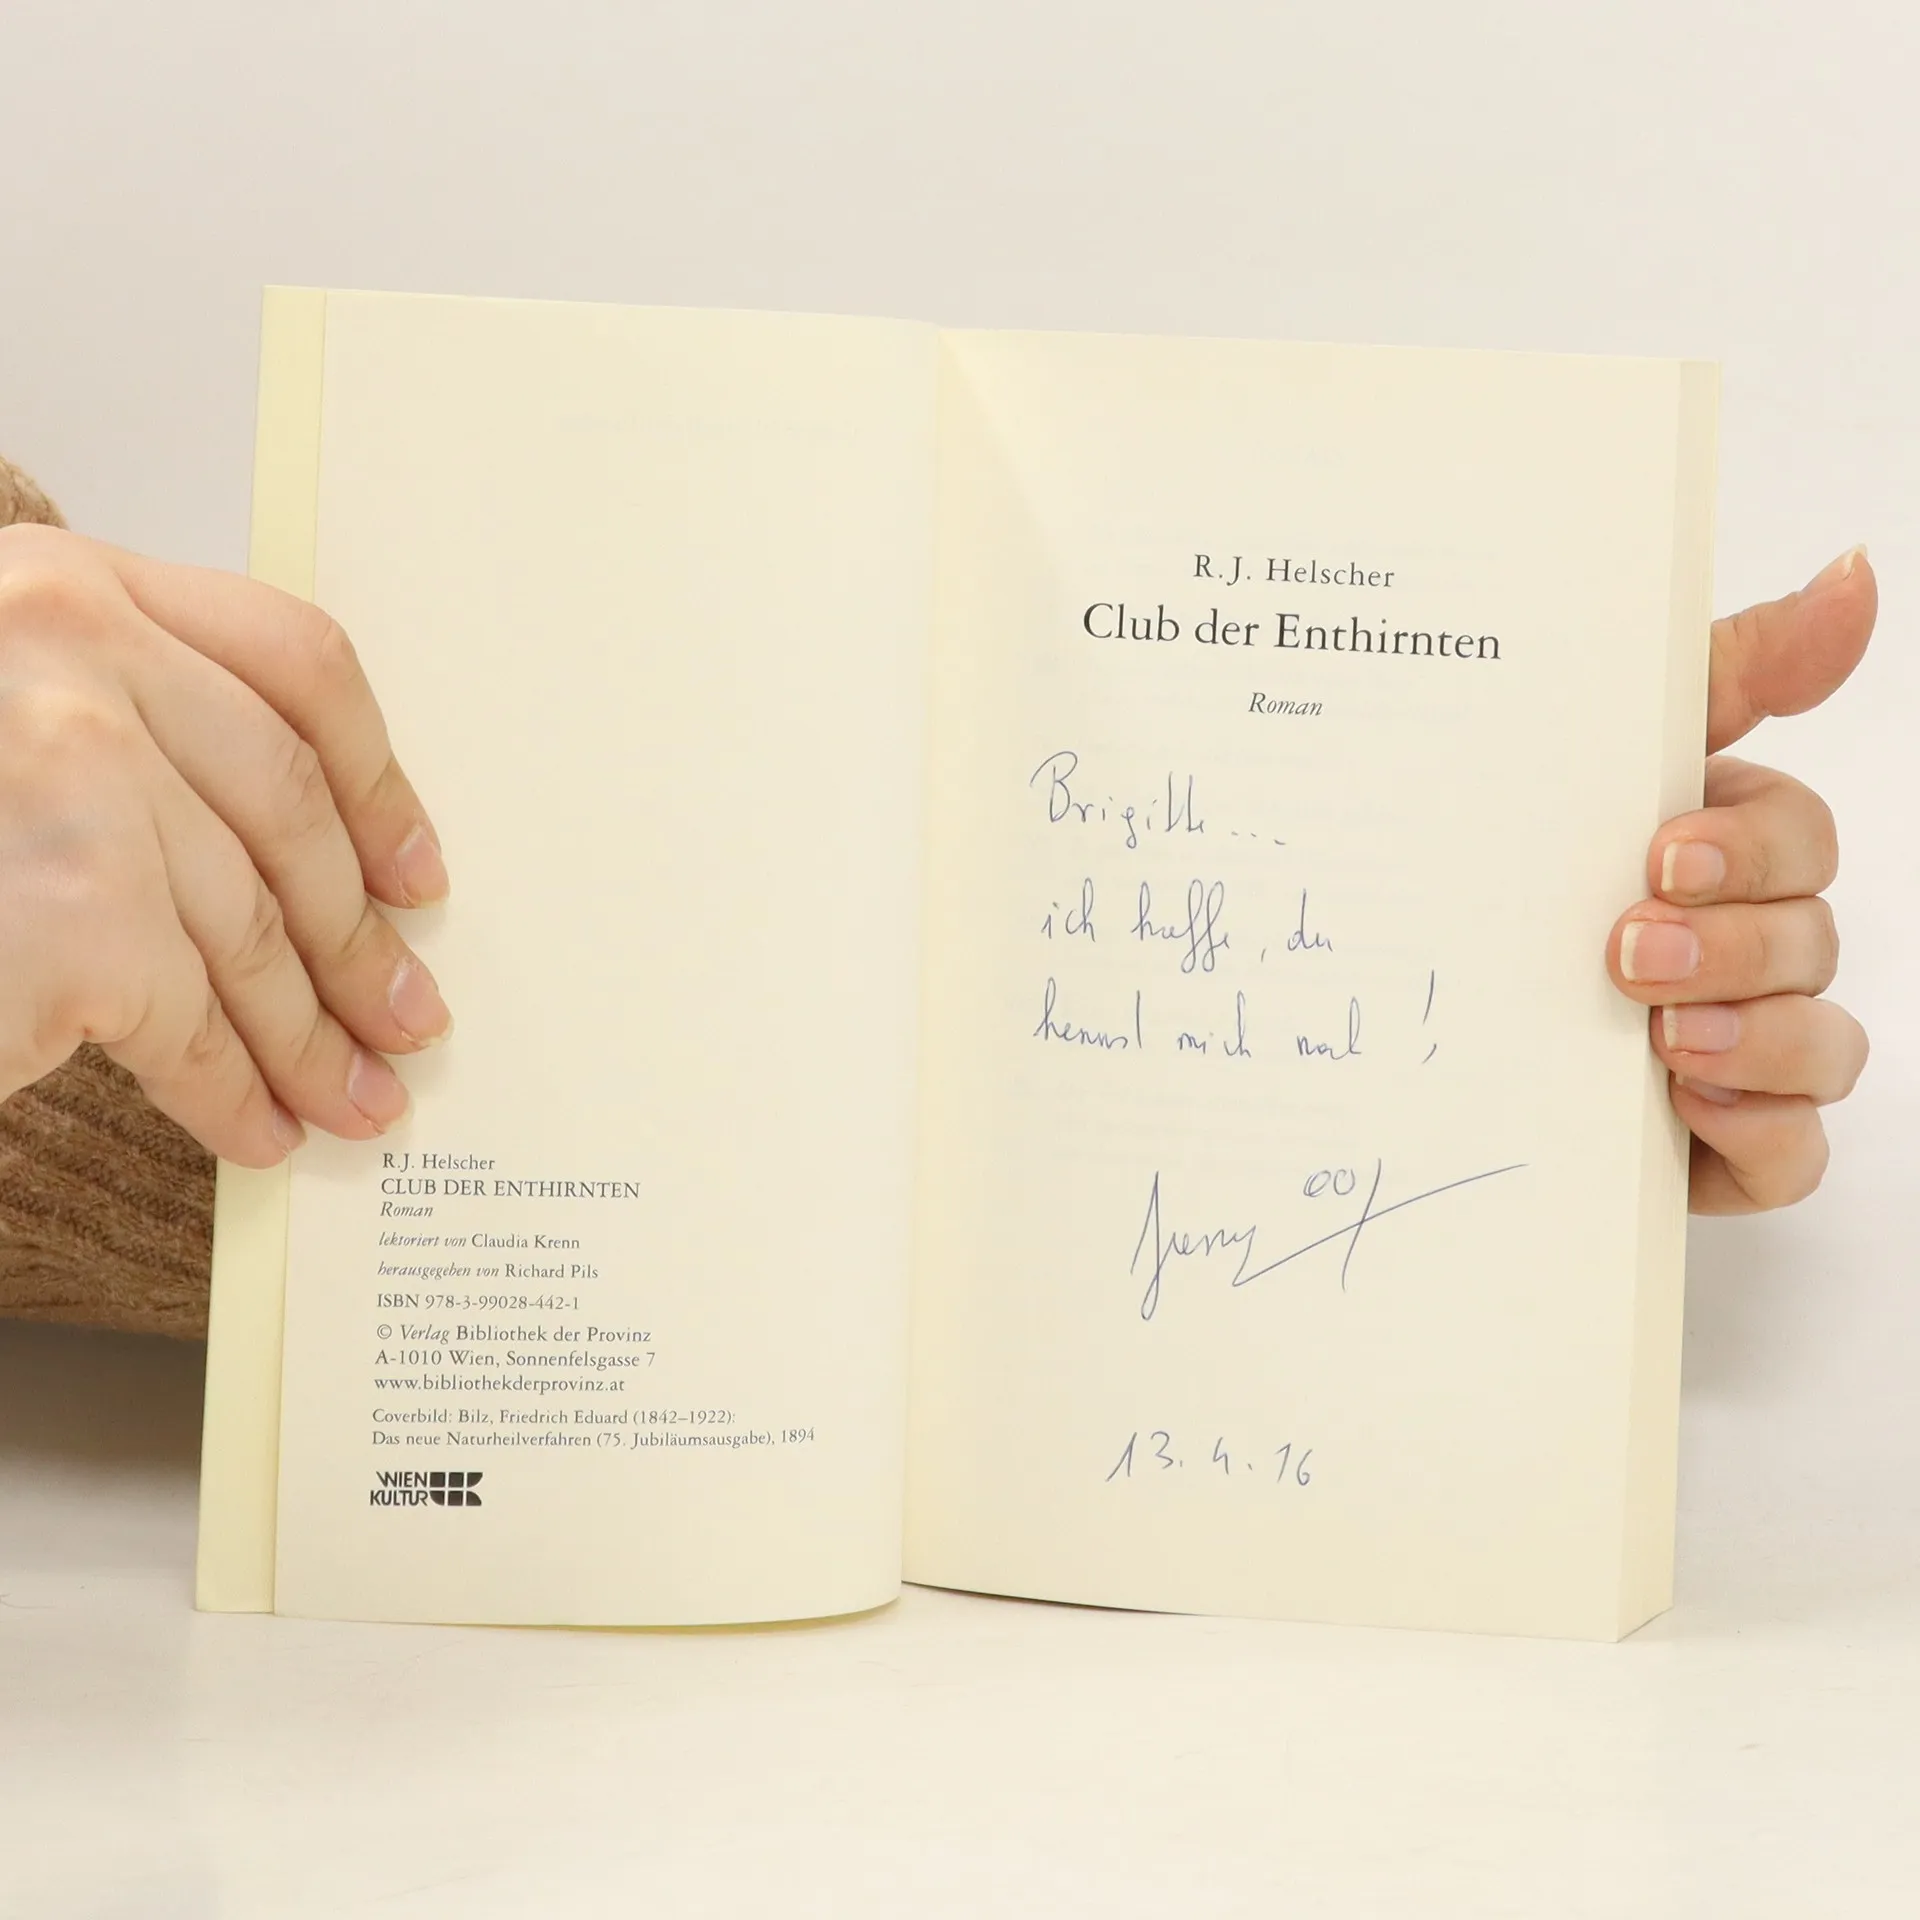 R.J. Helscher
CLUB DER ENTHIRNTEN
Roman
lektoriert von Claudia Krenn
herausgegeben von Richard Pils
ISBN 978-3-99028-442-1
© Verlag Bibliothek der Provinz
A-1010 Wien, Sonnenfelsgasse 7
www.bibliothekderprovinz.at
Coverbild: Bilz, Friedrich Eduard (1842–1922):
Das neue Naturheilverfahren (75. Jubiläumsausgabe), 1894
WIEN
KULTUR
R.J. Helscher
Club der Enthirnten
Roman
Brigitte...
ich hoffe, du
kennst mich noch!
13.4.16